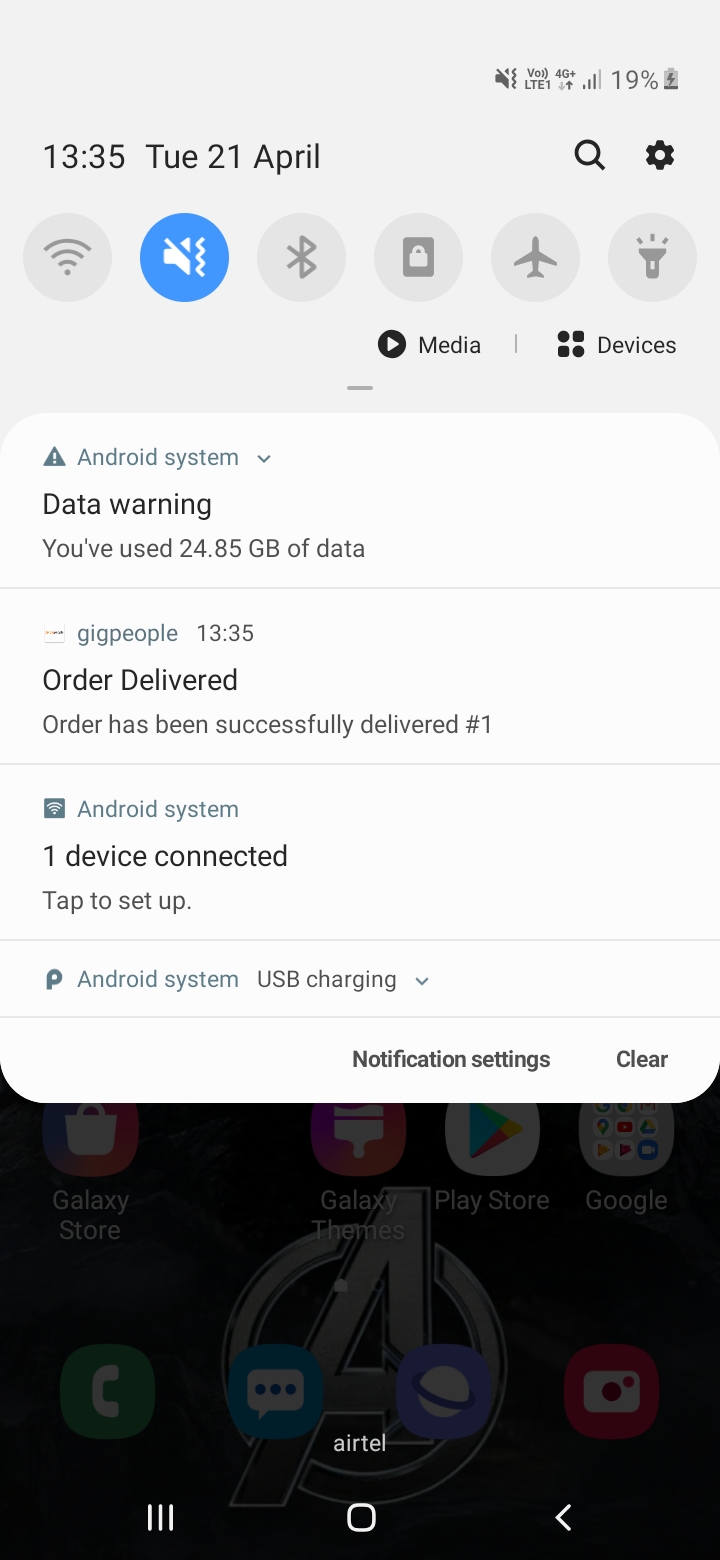 Vo)) 4G+ 19%
LTE1
13:35 Tue 21 April
Media | Devices
Android system
Data warning
You've used 24.85 GB of data
gigpeople 13:35
Order Delivered
Order has been successfully delivered #1
Android system
1 device connected
Tap to set up.
Android system USB charging
Notification settings Clear
Galaxy Galaxy Play Store Google
Store Themes
airtel